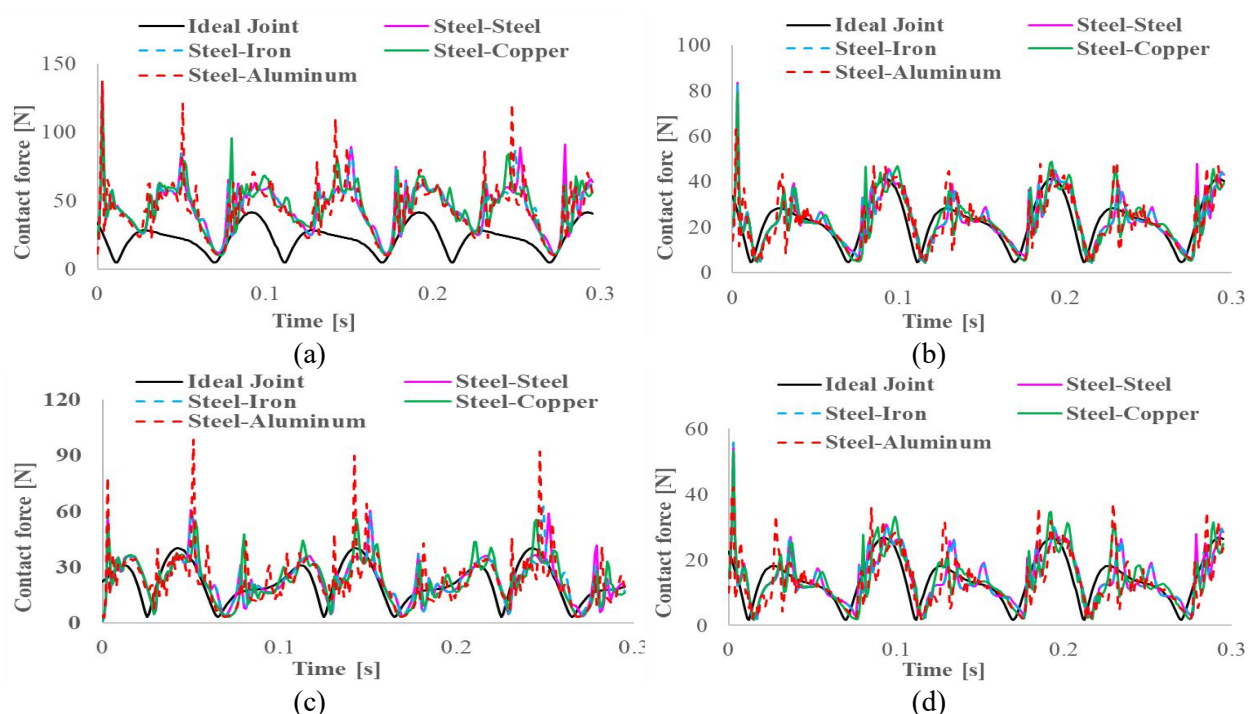 Ideal Joint Steel-Steel
Steel-Iron Steel-Copper
Steel-Aluminum
Contact force [N]
150
100
50
0
0 0.1 0.2 0.3
Time [s]
(a)
Ideal Joint Steel-Steel
Steel-Iron Steel-Copper
Steel-Aluminum
Contact forc [N]
100
80
60
40
20
0
0 0.1 0.2 0.3
Time [s]
(b)
Ideal Joint Steel-Steel
Steel-Iron Steel-Copper
Steel-Aluminum
Contact force [N]
120
90
60
30
0
0 0.1 0.2 0.3
Time [s]
(c)
Ideal Joint Steel-Steel
Steel-Iron Steel-Copper
Steel-Aluminum
Contact force [N]
60
40
20
0
0 0.1 0.2 0.3
Time [s]
(d)